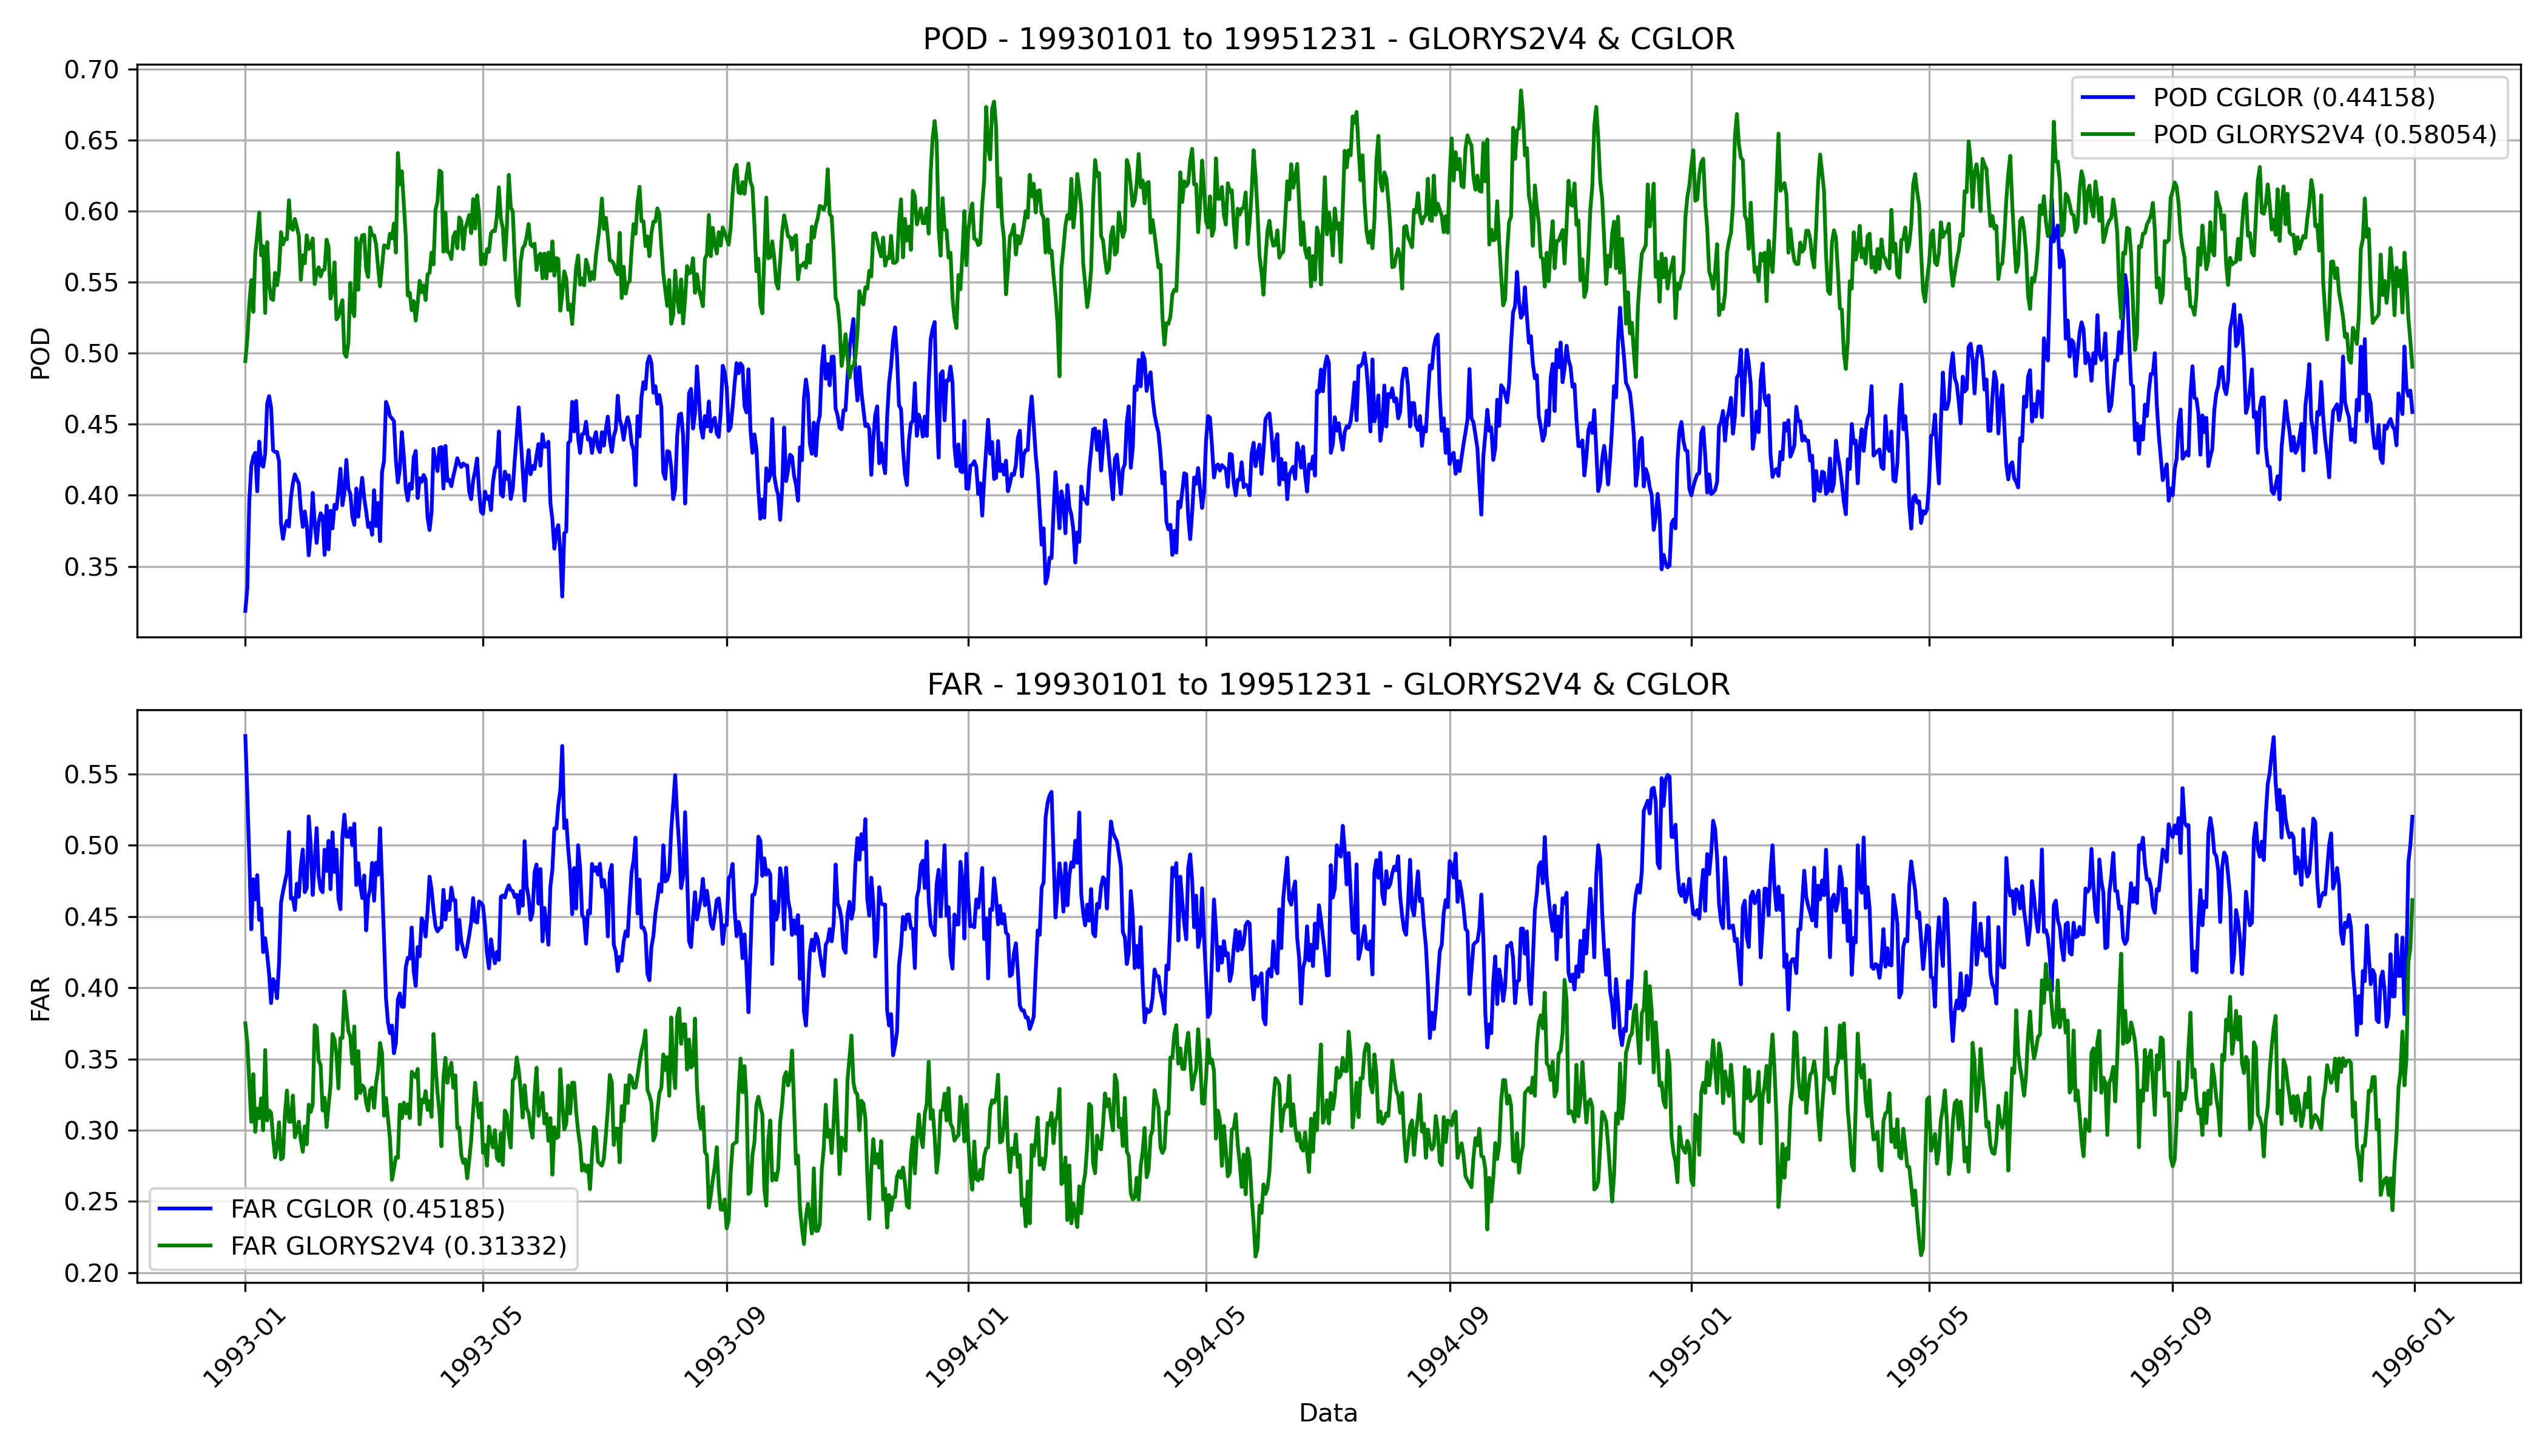 POD - 19930101 to 19951231 - GLORYS2V4 & CGLOR
POD
0.70
0.65
0.60
0.55
0.50
0.45
0.40
0.35
POD CGLOR (0.44158)
POD GLORYS2V4 (0.58054)
FAR - 19930101 to 19951231 - GLORYS2V4 & CGLOR
FAR
0.55
0.50
0.45
0.40
0.35
0.30
0.25
0.20
FAR CGLOR (0.45185)
FAR GLORYS2V4 (0.31332)
1993-01
1993-05
1993-09
1994-01
1994-05
1994-09
1995-01
1995-05
1995-09
1996-01
Data